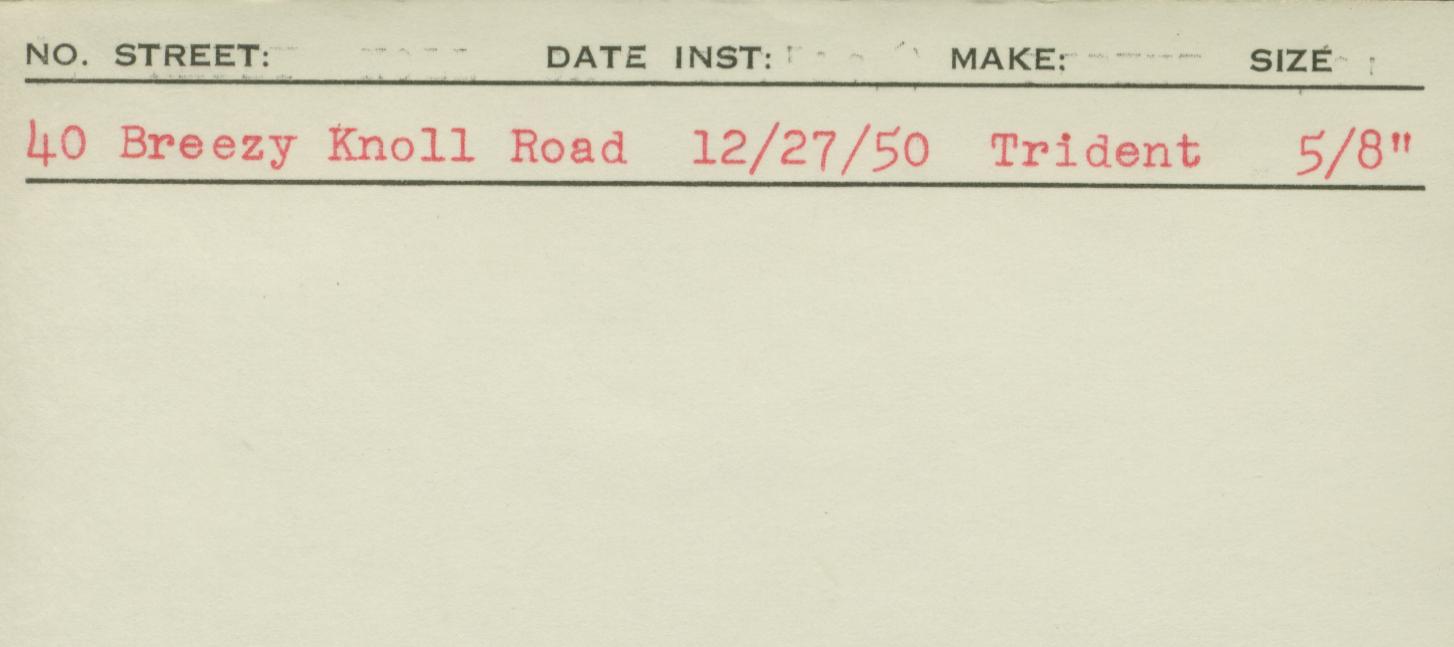 NO. STREET: DATE INST: MAKE: SIZE
40 Breezy Knoll Road 12/27/50 Trident 5/8"